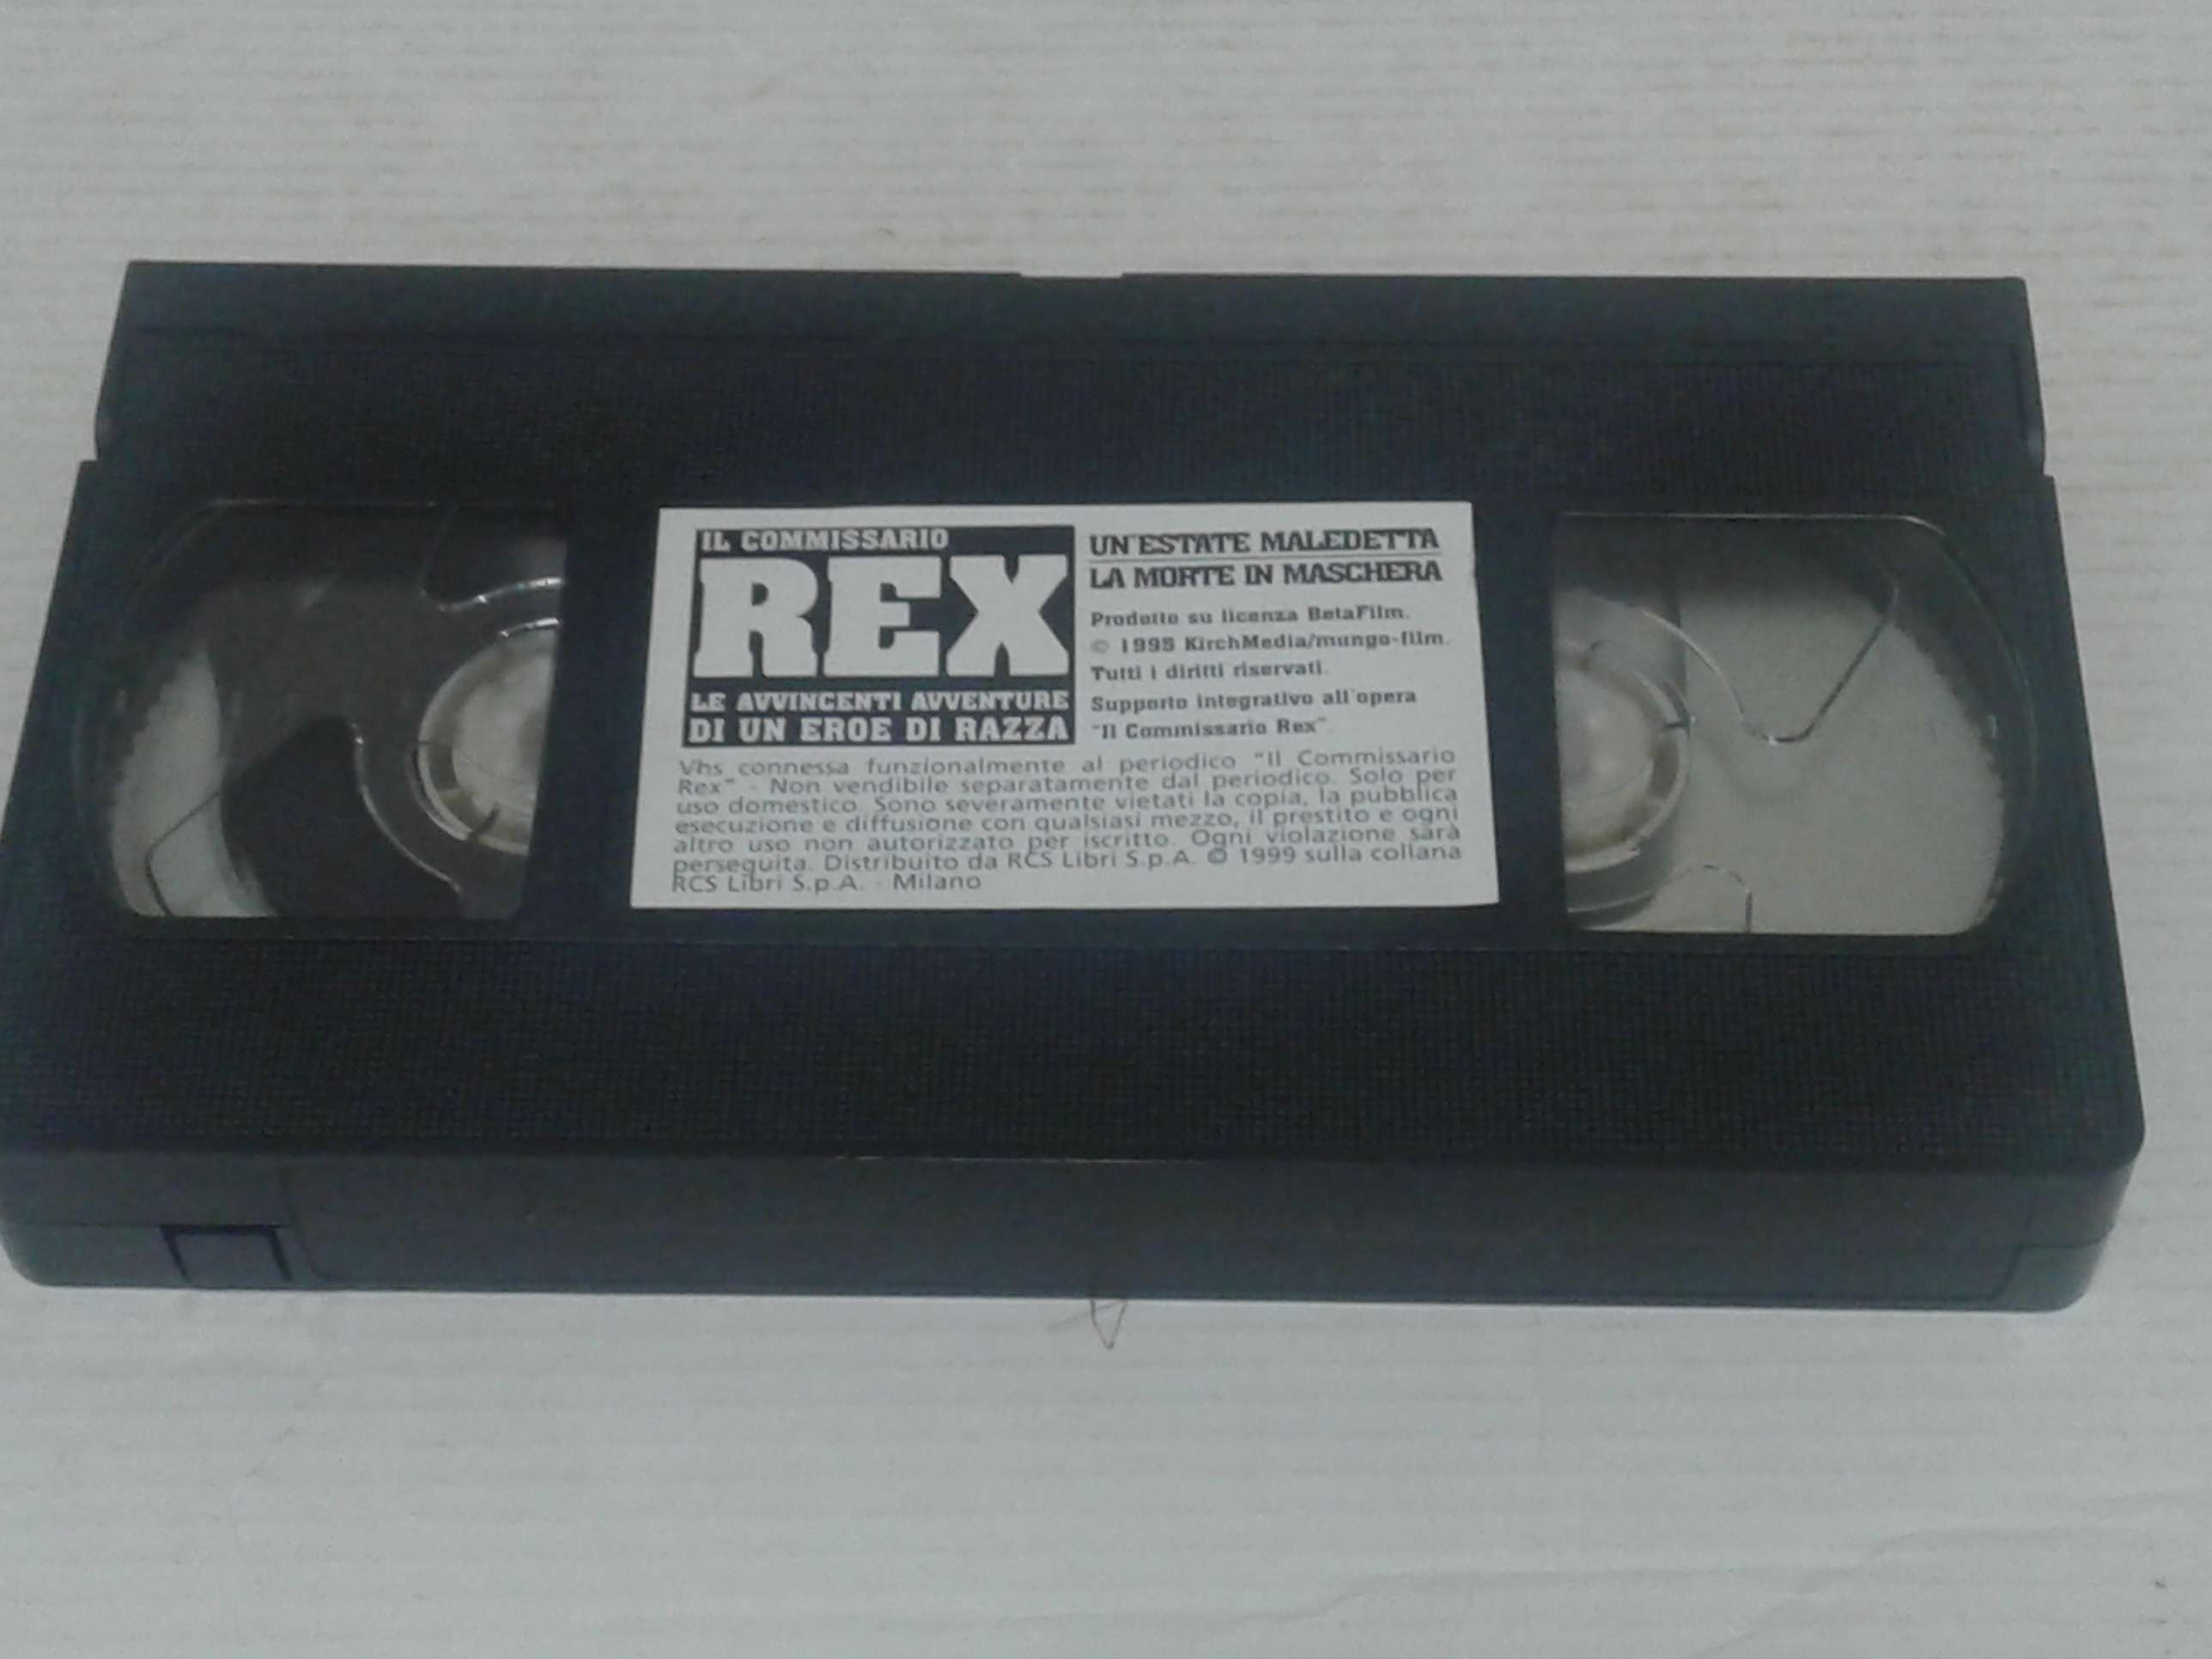 IL COMMISSARIO
REX
LE AVVINCENTI AVVENTURE
DI UN EROE DI RAZZA
UN'ESTATE MALEDETTA
LA MORTE IN MASCHERA
Prodotto su licenza BetaFilm.
© 1995 KirchMedia/mungo-film.
Tutti i diritti riservati.
Supporto integrativo all'opera
"Il Commissario Rex"
Vhs connessa funzionalmente al periodico "Il Commissario
Rex" - Non vendibile separatamente dal periodico. Solo per
uso domestico. Sono severamente vietati la copia, la pubblica
esecuzione e diffusione con qualsiasi mezzo, il prestito e ogni
altro uso non autorizzato per iscritto. Ogni violazione sarà
perseguita. Distribuito da RCS Libri S.p.A. © 1999 sulla collana
RCS Libri S.p.A. - Milano